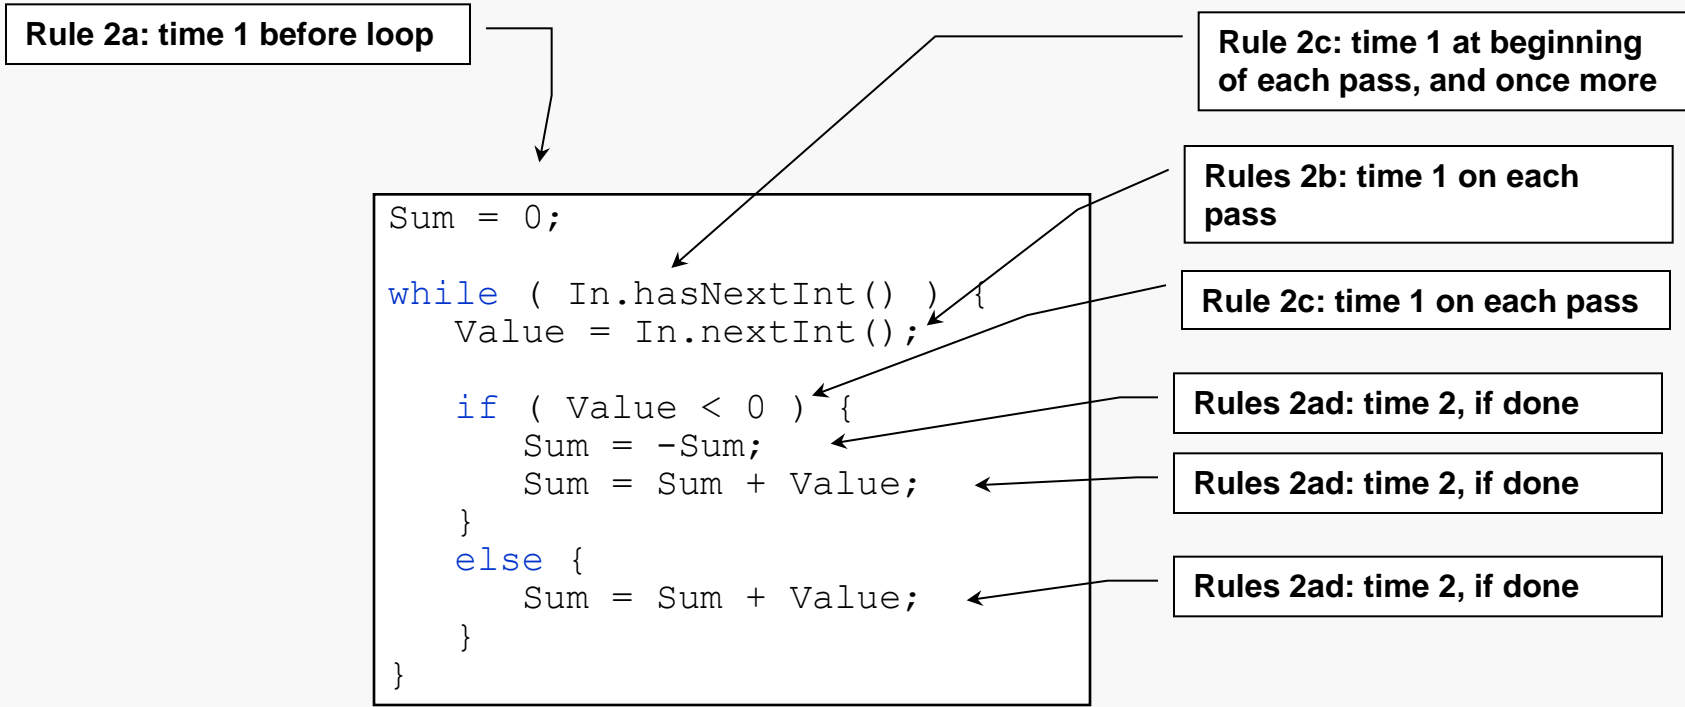 Rule 2a: time 1 before loop
Rule 2c: time 1 at beginning
of each pass, and once more
Sum = 0;
while ( In.hasNextInt() ) {
Value = In.nextInt();
if ( Value < 0 ) {
Sum = -Sum;
Sum = Sum + Value;
}
else {
Sum = Sum + Value;
}
}
Rules 2b: time 1 on each
pass
Rule 2c: time 1 on each pass
Rules 2ad: time 2, if done
Rules 2ad: time 2, if done
Rules 2ad: time 2, if done